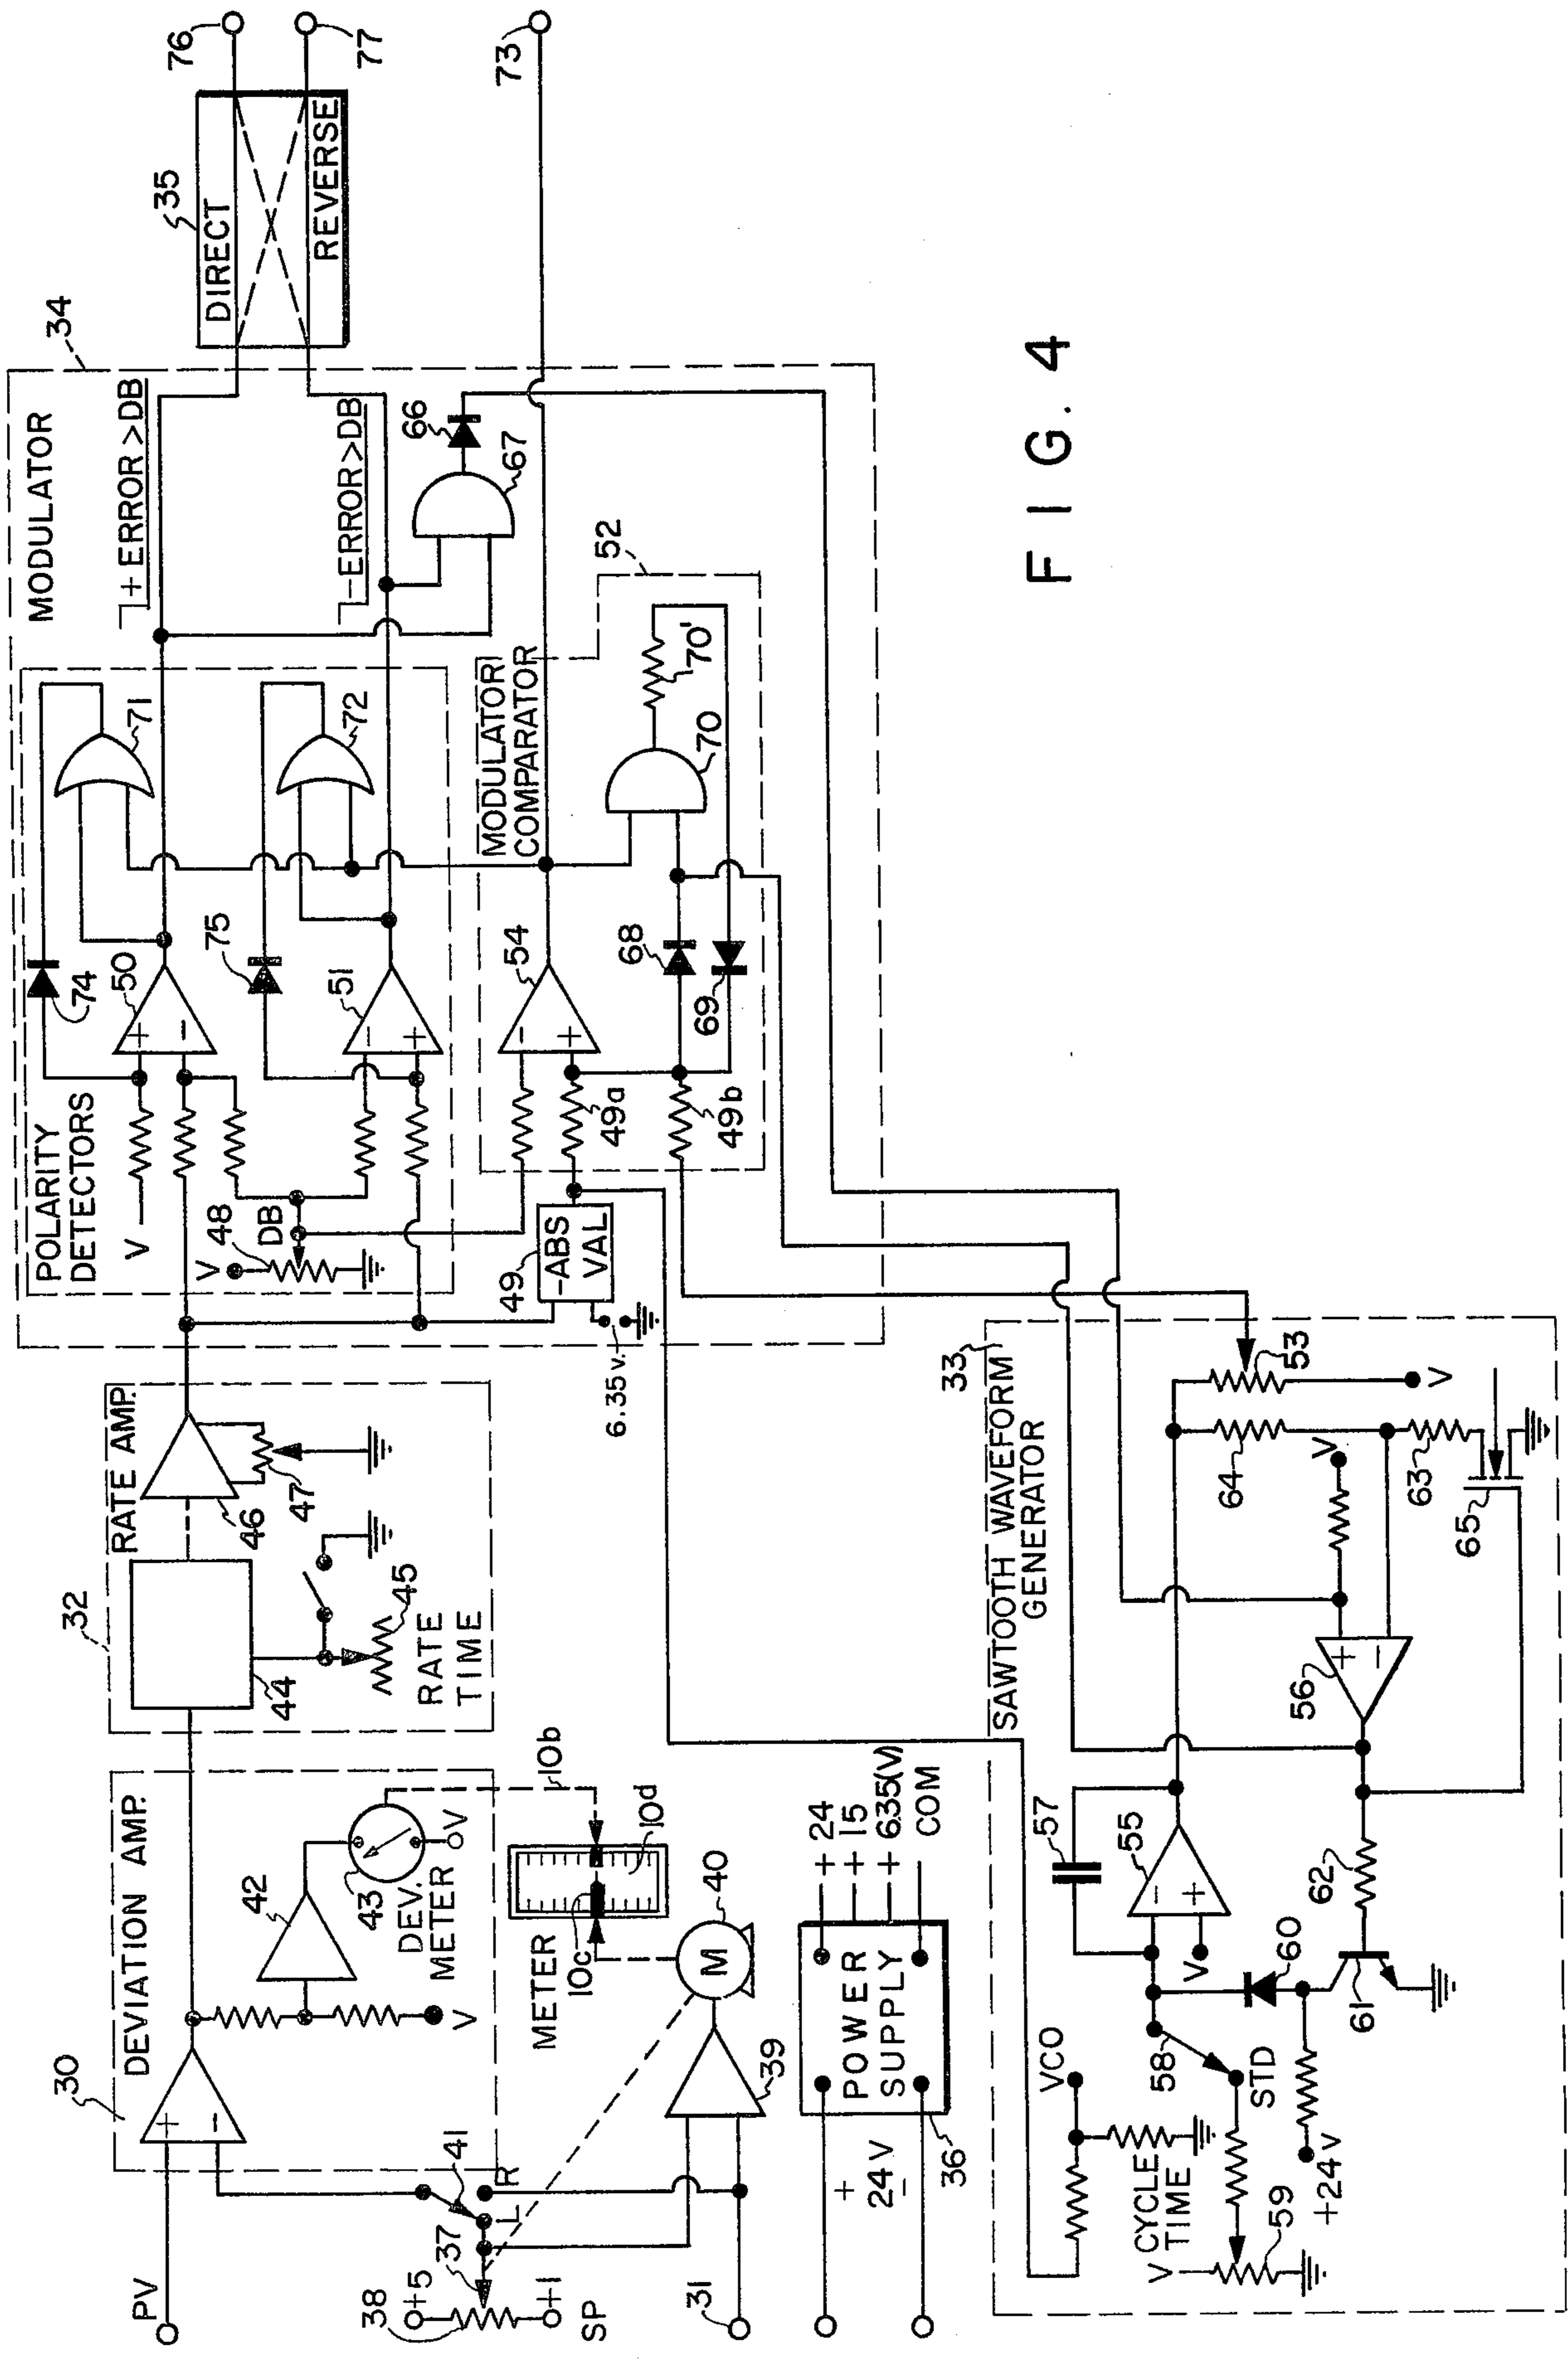 PV
38
+5
37
+1
SP
31
41
L
R
30
DEVIATION AMP.
42
43
DEV.
METER
V
V
METER
10c
10d
10b
M
40
39
+
24V
-
36
POWER
SUPPLY
+24
+15
+6.35(V)
COM
32
RATE AMP.
44
45
46
47
RATE
TIME
34
MODULATOR
POLARITY
DETECTORS
V
V
48
DB
74
50
+
-
71
75
51
-
+
72
+ERROR>DB
-ERROR>DB
66
67
49
-ABS
VAL
6.35 v.
49a
49b
MODULATOR
COMPARATOR
52
54
-
+
68
69
70
70'
35
DIRECT
REVERSE
76
77
73
33
SAWTOOTH WAVEFORM
GENERATOR
VCO
CYCLE
TIME
V
59
58
STD
+24V
60
61
62
57
55
-
+
V
56
+
-
V
64
53
V
63
65
FIG. 4